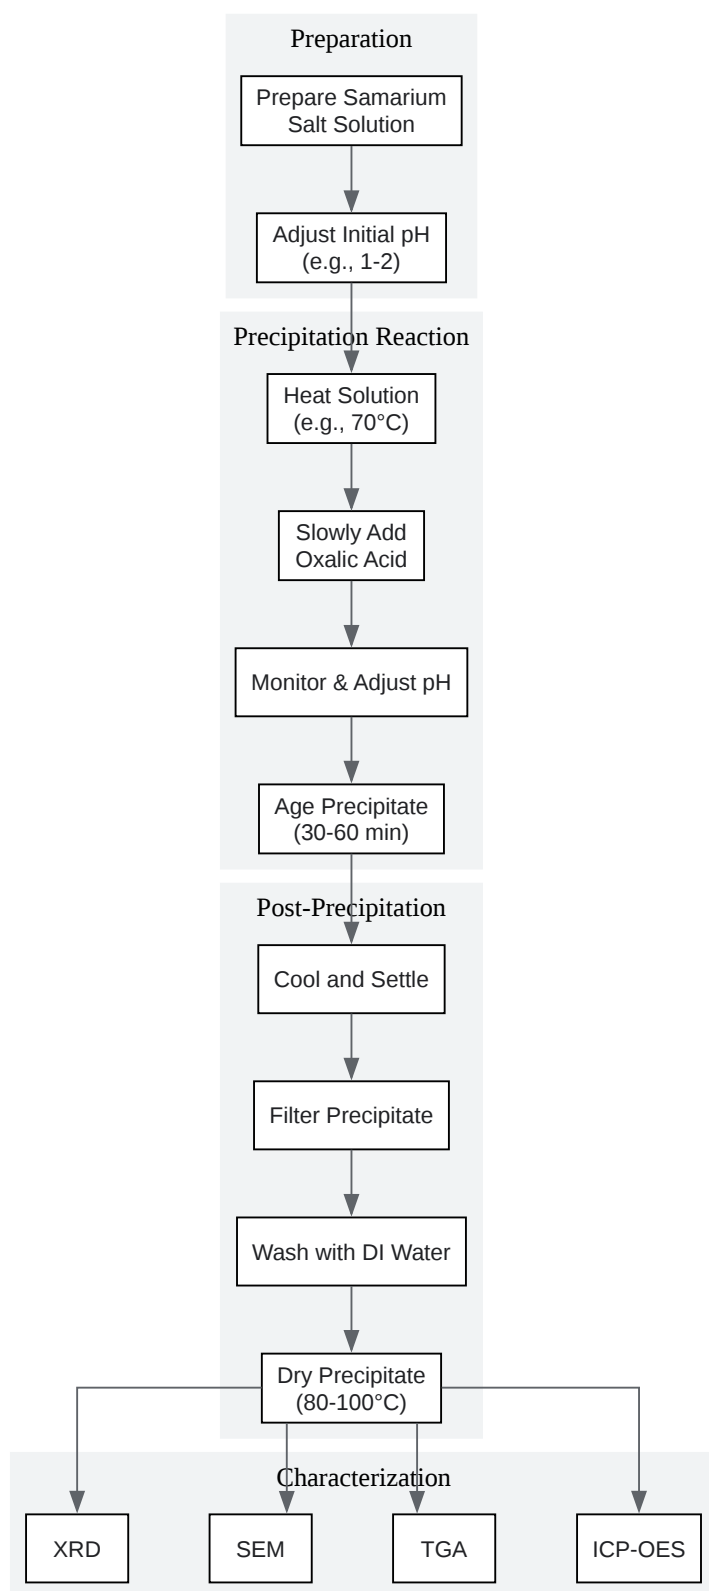 Preparation
Prepare Samarium
Salt Solution
Adjust Initial pH
(e.g., 1-2)
Precipitation Reaction
Heat Solution
(e.g., 70°C)
Slowly Add
Oxalic Acid
Monitor & Adjust pH
Age Precipitate
(30-60 min)
Post-Precipitation
Cool and Settle
Filter Precipitate
Wash with DI Water
Dry Precipitate
(80-100°C)
Characterization
XRD
SEM
TGA
ICP-OES